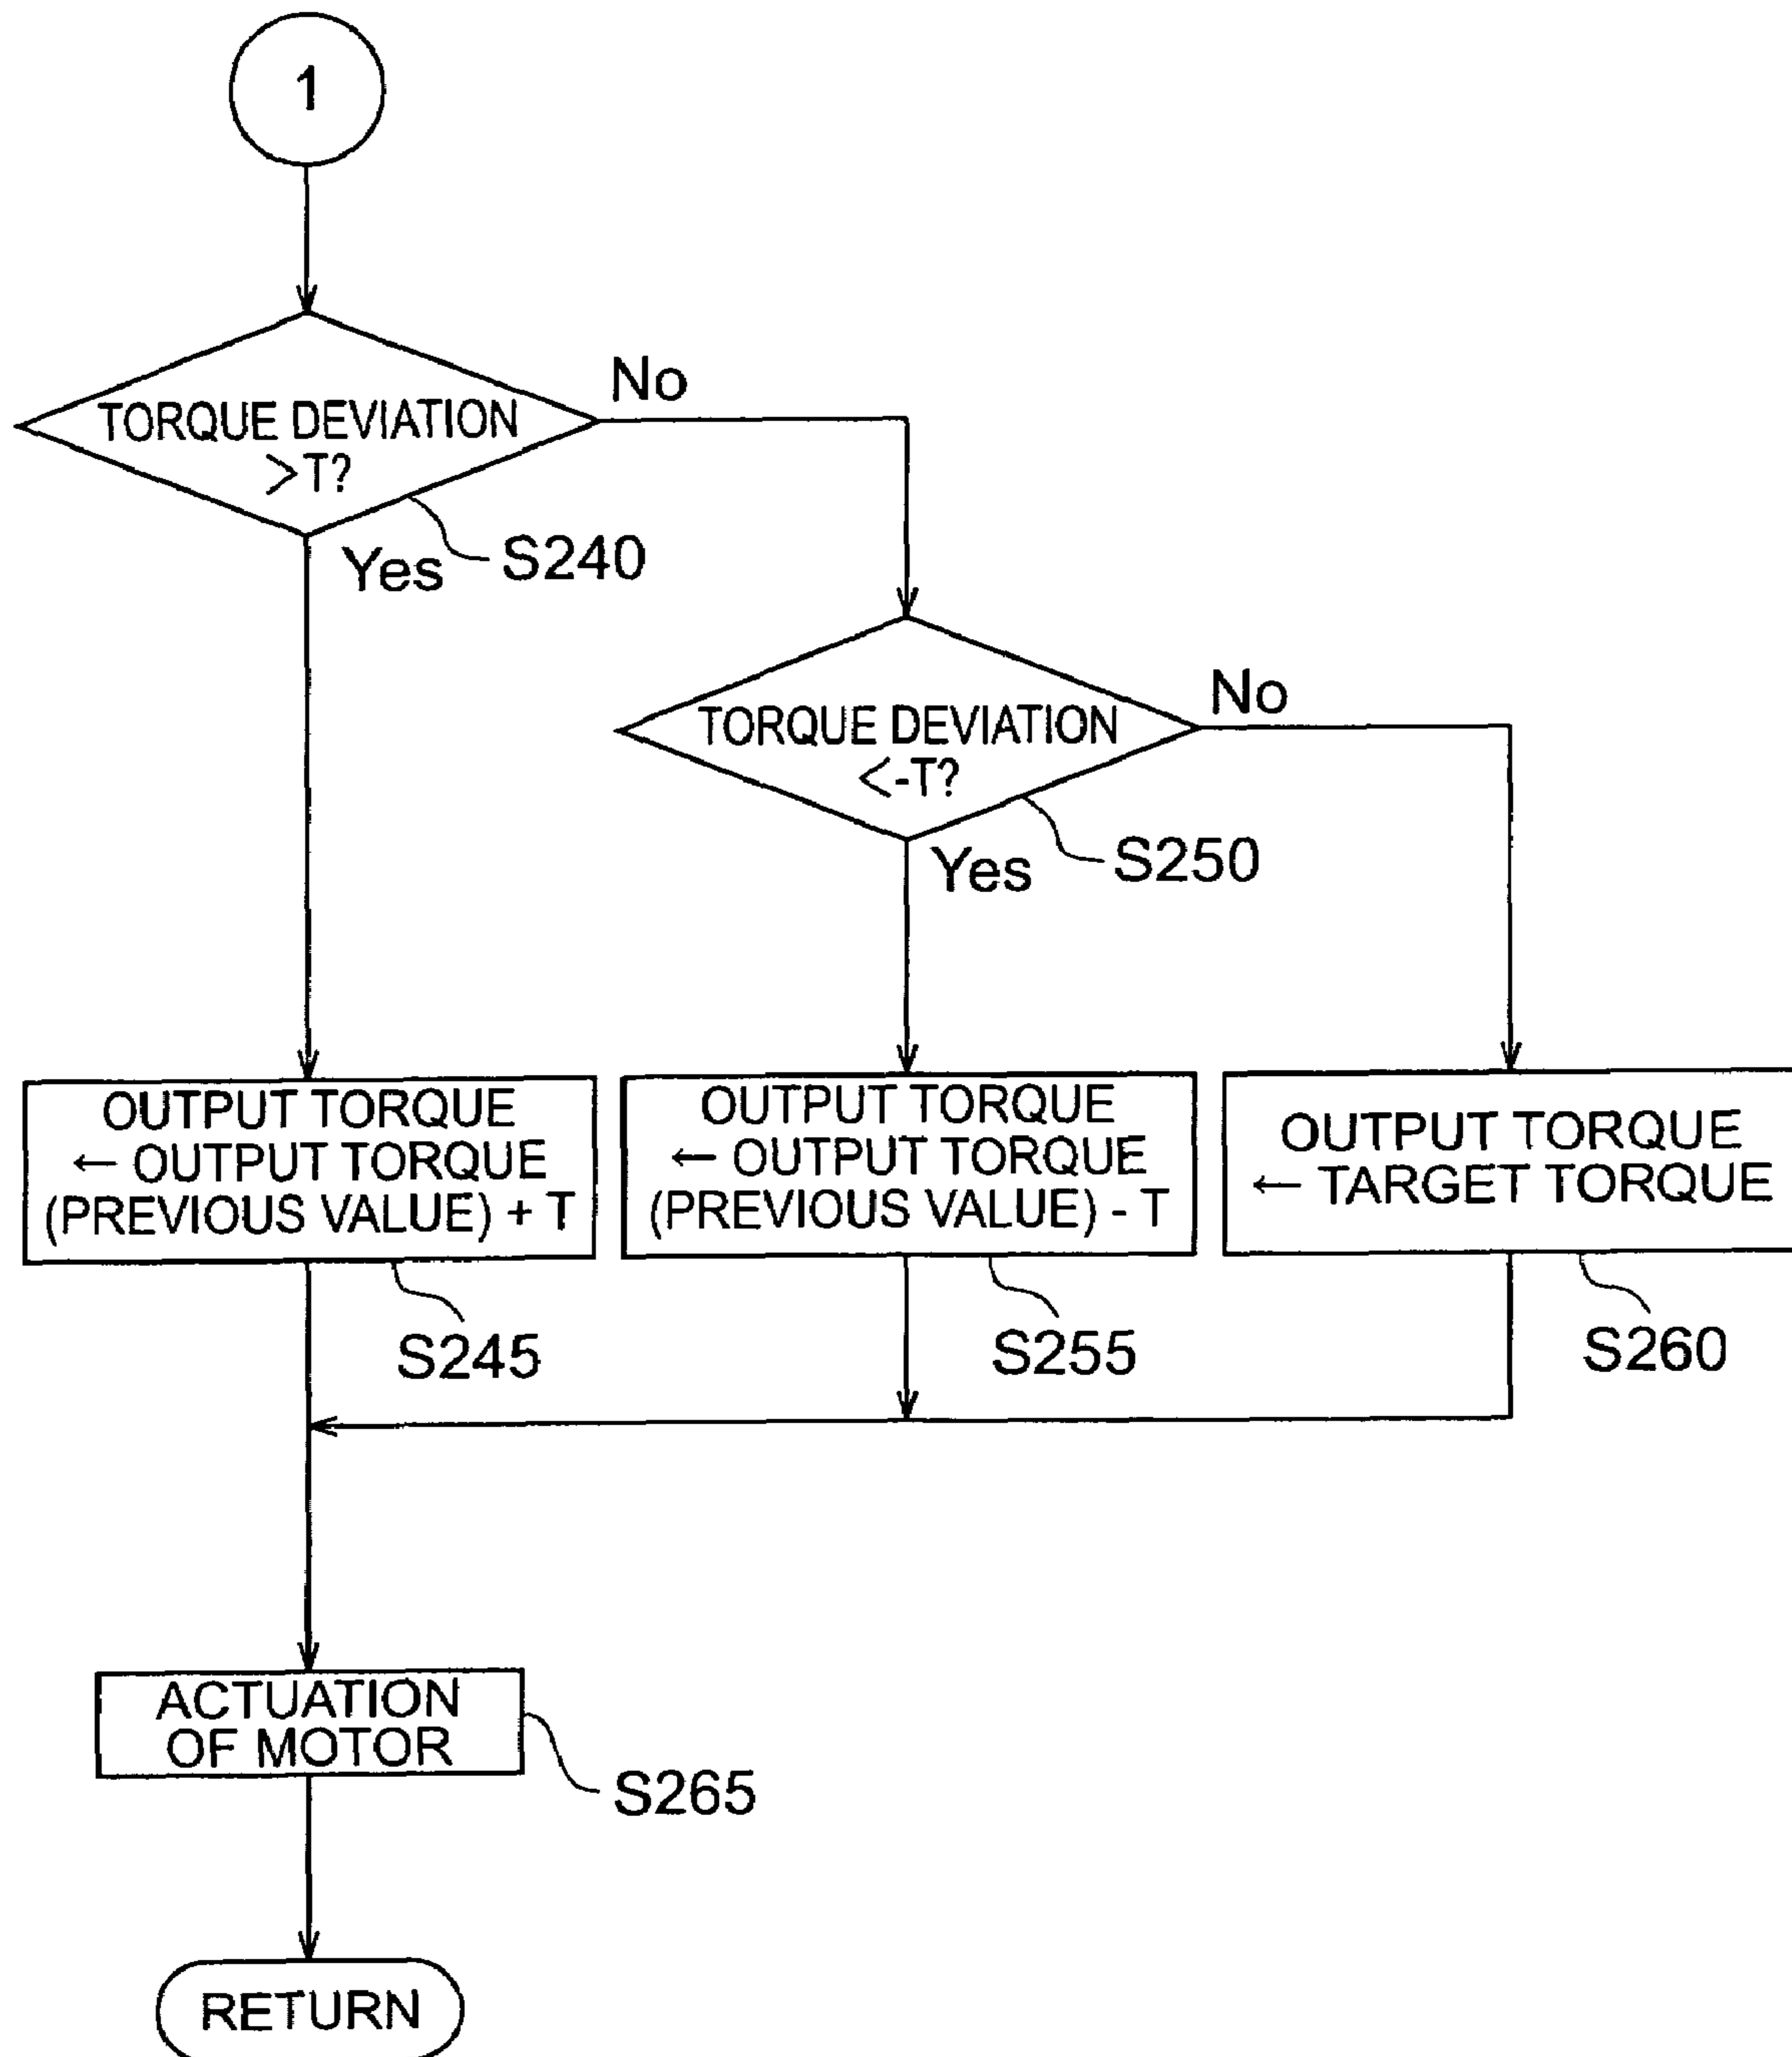 1
No
TORQUE DEVIATION
>T?
Yes
S240
No
TORQUE DEVIATION
<-T?
Yes
S250
OUTPUT TORQUE
← OUTPUT TORQUE
(PREVIOUS VALUE) + T
S245
OUTPUT TORQUE
← OUTPUT TORQUE
(PREVIOUS VALUE) - T
S255
OUTPUT TORQUE
← TARGET TORQUE
S260
ACTUATION
OF MOTOR
S265
RETURN